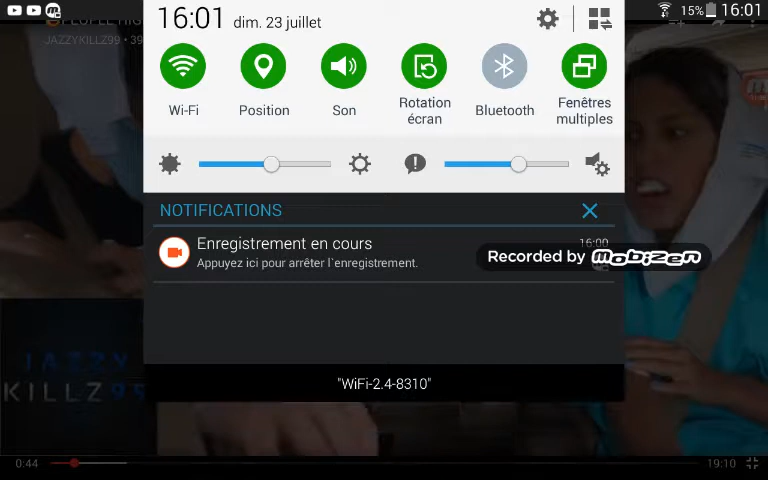 15% 16:01
16:01 dim. 23 juillet
JAZZYKILLZ99 • 39
Wi-Fi
Position
Son
Rotation écran
Bluetooth
Fenêtres multiples
NOTIFICATIONS
Enregistrement en cours
16:00
Appuyez ici pour arrêter l`enregistrement.
Recorded by mobizen
JAZZY
KILLZ99
"WiFi-2.4-8310"
0:44
19:10